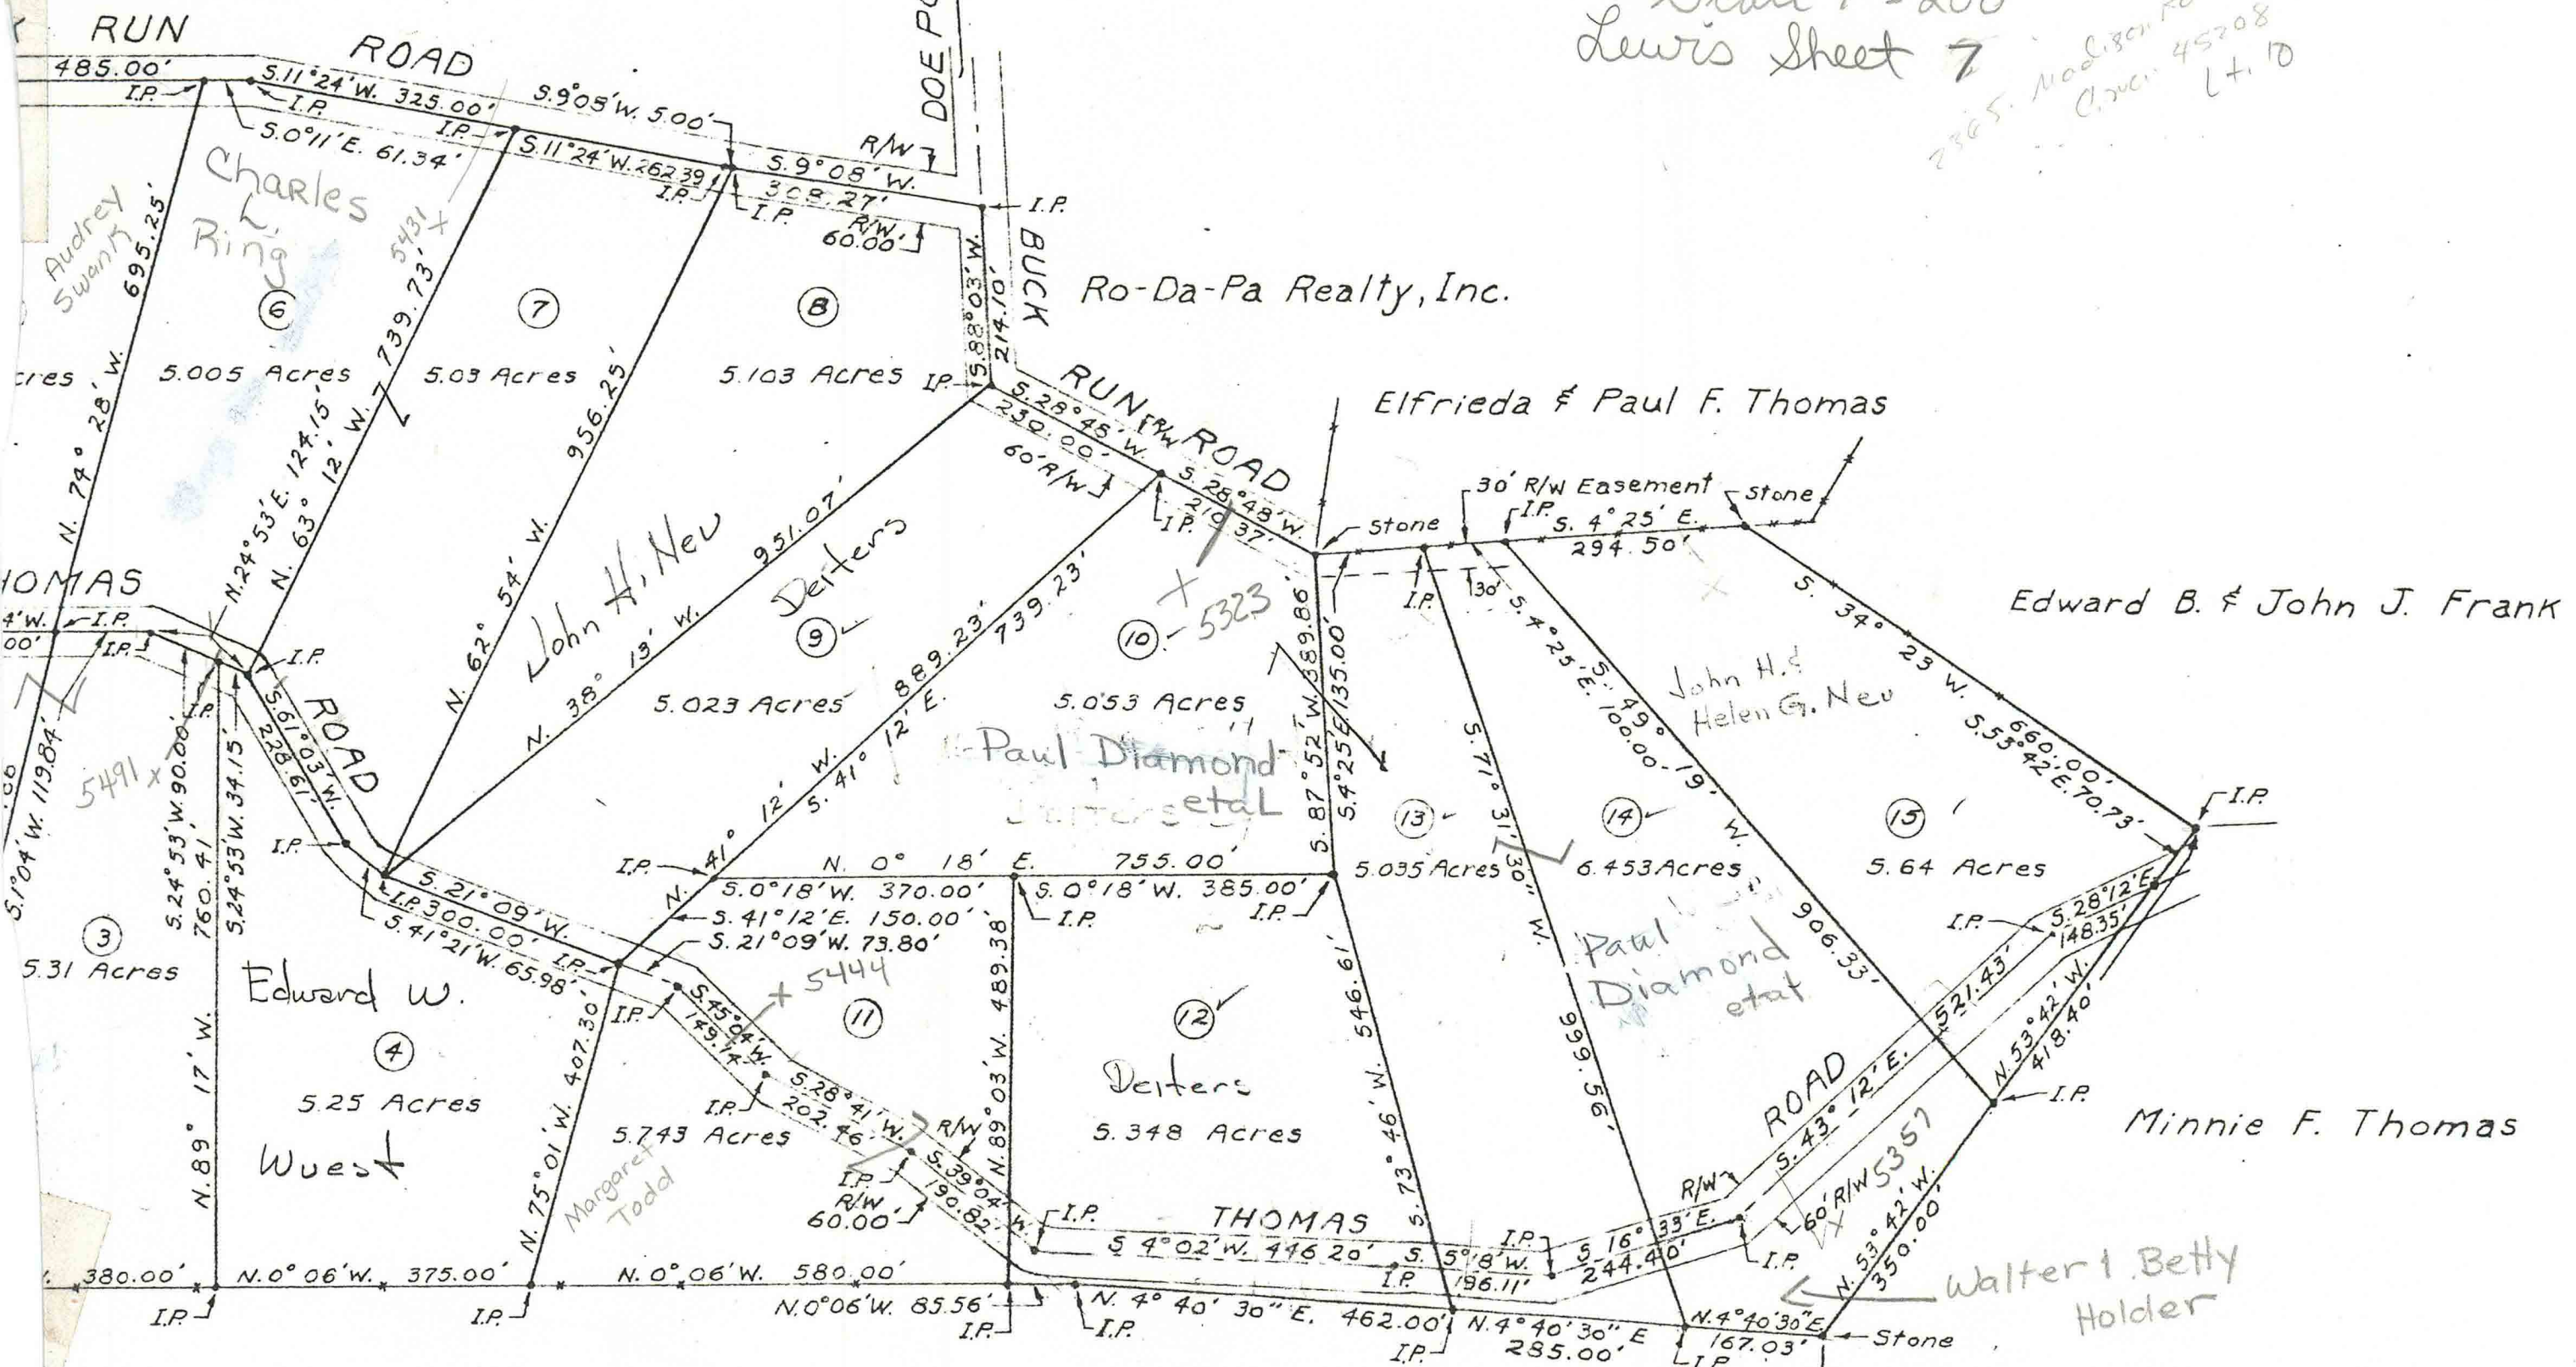 RUN
ROAD
DOE
Lewis Sheet 7
45208
485.00'
I.P.
S.11°24'W. 325.00'
I.P.
S.0°11'E. 61.34'
I.P.
S.9°08'W. 5.00'
S.11°24'W. 262.39
I.P.
I.P.
R/W
S.9°08'W.
308.27'
R/W
60.00'
I.P.
BUCK
S.88°03'W.
214.10'
Ro-Da-Pa Realty, Inc.
Audrey
Swank
Charles
Ring
5431
N. 74° 28' W. 695.25'
6
5.005 Acres
N. 63° 12' W. 739.73'
N.24°53'E. 124.15'
7
5.03 Acres
N. 62° 54' W. 956.25'
8
5.103 Acres
I.P.
RUN ROAD
R/W
S.28°48'W.
230.00'
60'R/W
S.28°48'W.
210.37'
I.P.
Elfrieda & Paul F. Thomas
30' R/W Easement
Stone
Stone
I.P.
S. 4°25' E.
294.50'
I.P.
30'
Edward B. & John J. Frank
S. 34° 23 W. 660.00'
S.53°42'E. 70.73'
I.P.
John H. Neu
N. 38° 13' W. 951.07'
Deiters
9
5.023 Acres
N. 41° 12' W. 889.23'
S. 41° 12' E. 739.23'
10
5323
5.053 Acres
Paul Diamond
etal
S. 87°52'W. 389.86'
S.4°25'E. 135.00'
S.4°25'E. 100.00'
John H. &
Helen G. Neu
S. 49° 19' W. 906.33'
13
5.035 Acres
S. 71° 31' 30" W. 999.56'
14
6.453 Acres
Paul
Diamond
etal
15
5.64 Acres
S.28°12'E.
148.35'
I.P.
521.43'
S. 43° 12' E.
ROAD
N.53°42'W.
418.40'
I.P.
Minnie F. Thomas
I.P.
I.P.
I.P.
ROAD
S.61°03'W.
228.61'
I.P.
5491
S.1°04'W. 119.84'
S.24°53'W. 90.00'
S.24°53'W. 34.15'
N.89° 17' W. 760.41'
3
5.31 Acres
I.P.
S.21°09'W.
300.00'
S.41°21'W. 65.98'
I.P.
Edward W.
4
5.25 Acres
Wuest
I.P.
N. 0° 18' E. 755.00'
S.0°18'W. 370.00'
S.0°18'W. 385.00'
S.41°12'E. 150.00'
S.21°09'W. 73.80'
I.P.
I.P.
5444
I.P.
S.45°04'W.
149.14'
11
5.743 Acres
Margaret
Todd
N. 75°01'W. 407.30'
I.P.
S.28°41'W.
202.46
I.P.
R/W
60.00'
R/W
S.39°04'W.
190.82'
N.89°03'W. 489.38
12
Deiters
5.348 Acres
S. 73° 46' W. 546.61'
I.P.
THOMAS
S 4°02'W. 446.20'
I.P.
S. 5°18'W.
196.11'
I.P.
S. 16° 33'E.
244.40'
R/W
60'R/W
5357
I.P.
N. 53°42'W.
350.00'
Walter & Betty
Holder
380.00'
I.P.
N.0°06'W. 375.00'
I.P.
N. 0°06'W. 580.00'
N.0°06'W. 85.56'
I.P.
I.P.
N. 4° 40' 30" E. 462.00'
I.P.
N.4°40'30" E
285.00'
N.4°40'30"E.
167.03'
Stone